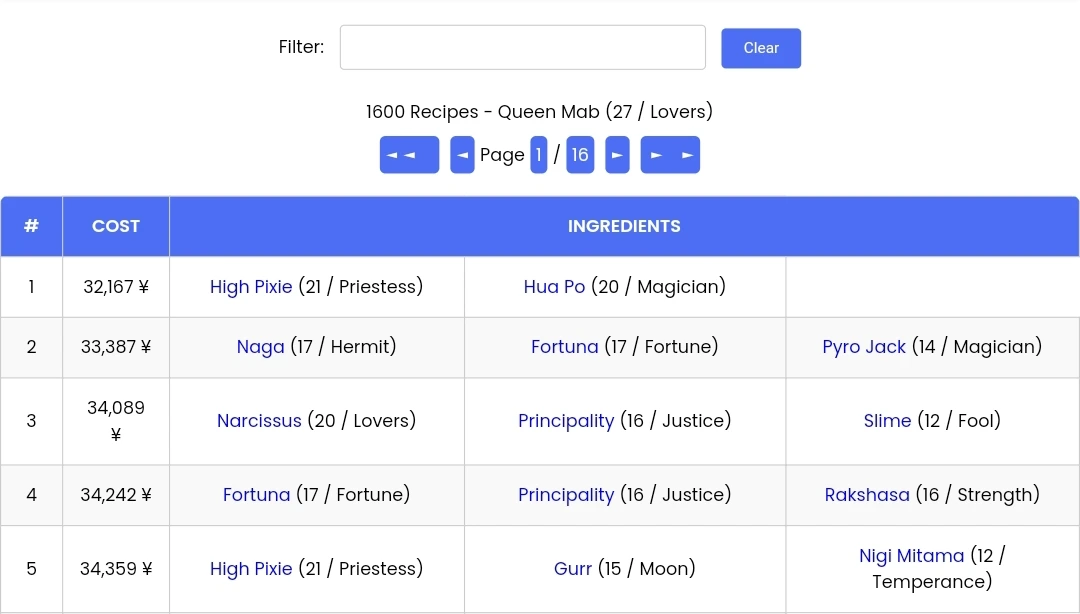 Filter:
Clear
1600 Recipes - Queen Mab (27 / Lovers)
◄◄ ◄ Page 1 / 16 ► ► ►
# COST INGREDIENTS
1 32,167 ¥ High Pixie (21 / Priestess) Hua Po (20 / Magician)
2 33,387 ¥ Naga (17 / Hermit) Fortuna (17 / Fortune) Pyro Jack (14 / Magician)
3 34,089 ¥ Narcissus (20 / Lovers) Principality (16 / Justice) Slime (12 / Fool)
4 34,242 ¥ Fortuna (17 / Fortune) Principality (16 / Justice) Rakshasa (16 / Strength)
5 34,359 ¥ High Pixie (21 / Priestess) Gurr (15 / Moon) Nigi Mitama (12 /
Temperance)